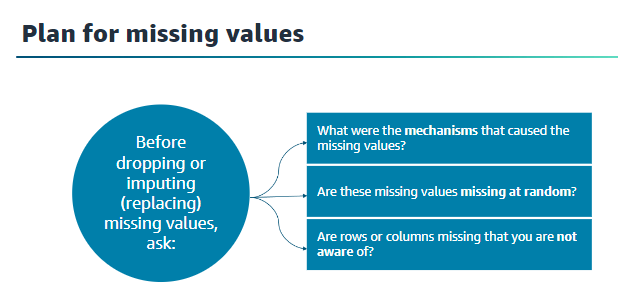 Plan for missing values
Before
dropping or
imputing
(replacing)
missing values,
ask:
What were the mechanisms that caused the
missing values?
Are these missing values missing at random?
Are rows or columns missing that you are not
aware of?